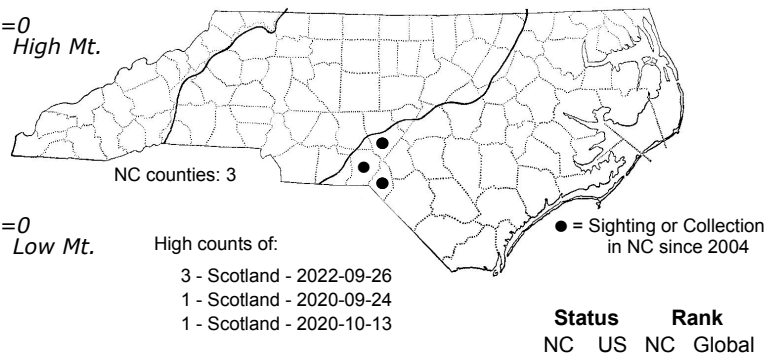 =0
High Mt.
NC counties: 3
=0
Low Mt.
High counts of:
3 - Scotland - 2022-09-26
1 - Scotland - 2020-09-24
1 - Scotland - 2020-10-13
● = Sighting or Collection
in NC since 2004
Status Rank
NC US NC Global